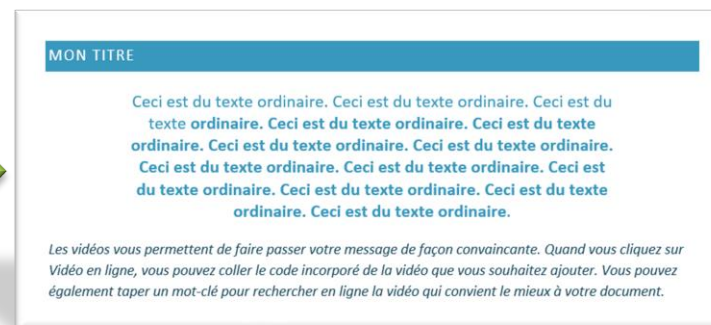 MON TITRE
Ceci est du texte ordinaire. Ceci est du texte ordinaire. Ceci est du
texte ordinaire. Ceci est du texte ordinaire. Ceci est du texte
ordinaire. Ceci est du texte ordinaire. Ceci est du texte ordinaire.
Ceci est du texte ordinaire. Ceci est du texte ordinaire. Ceci est
du texte ordinaire. Ceci est du texte ordinaire. Ceci est du texte
ordinaire. Ceci est du texte ordinaire.
Les vidéos vous permettent de faire passer votre message de façon convaincante. Quand vous cliquez sur
Vidéo en ligne, vous pouvez coller le code incorporé de la vidéo que vous souhaitez ajouter. Vous pouvez
également taper un mot-clé pour rechercher en ligne la vidéo qui convient le mieux à votre document.